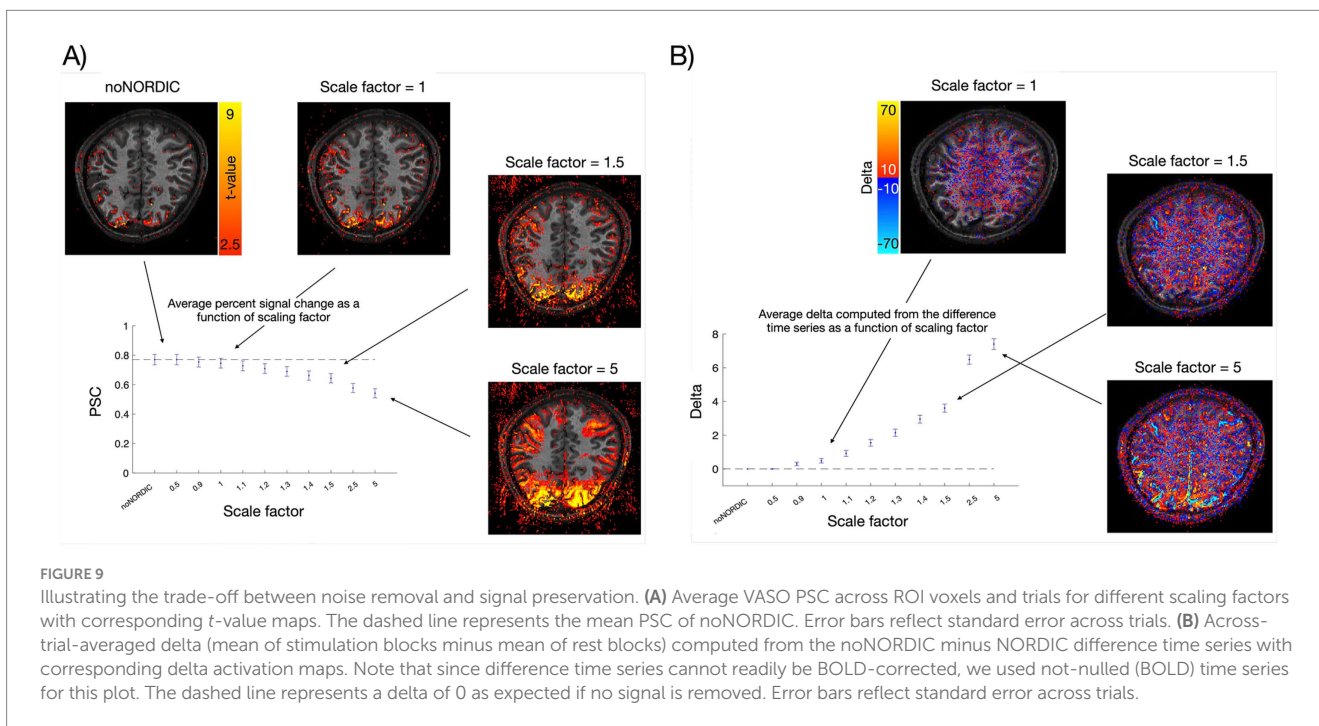 A)
noNORDIC
9
t-value
2.5
Scale factor = 1
Scale factor = 1.5
Scale factor = 5
Average percent signal change as a
function of scaling factor
1
0.8
0.6
0.4
0.2
0
PSC
noNORDIC 0.5 0.9 1 1.1 1.2 1.3 1.4 1.5 2.5 5
Scale factor
B)
Scale factor = 1
70
10
-10
-70
Delta
Scale factor = 1.5
Scale factor = 5
Average delta computed from the difference
time series as a function of scaling factor
8
6
4
2
0
Delta
noNORDIC 0.5 0.9 1 1.1 1.2 1.3 1.4 1.5 2.5 5
Scale factor
FIGURE 9
Illustrating the trade-off between noise removal and signal preservation. (A) Average VASO PSC across ROI voxels and trials for different scaling factors
with corresponding t-value maps. The dashed line represents the mean PSC of noNORDIC. Error bars reflect standard error across trials. (B) Across-
trial-averaged delta (mean of stimulation blocks minus mean of rest blocks) computed from the noNORDIC minus NORDIC difference time series with
corresponding delta activation maps. Note that since difference time series cannot readily be BOLD-corrected, we used not-nulled (BOLD) time series
for this plot. The dashed line represents a delta of 0 as expected if no signal is removed. Error bars reflect standard error across trials.